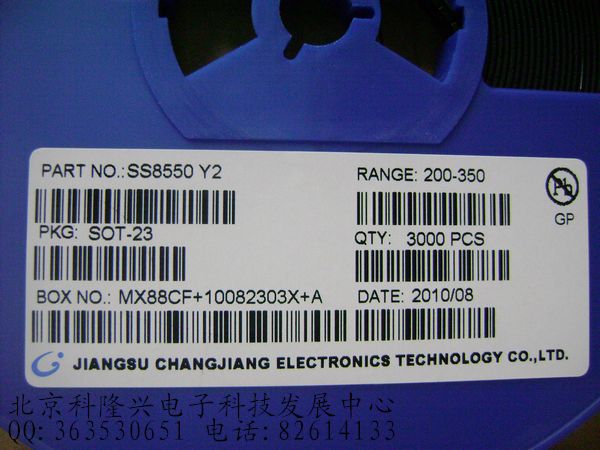 PART NO.:SS8550 Y2
RANGE: 200-350
Pb
GP
PKG: SOT-23
QTY: 3000 PCS
BOX NO.: MX88CF+10082303X+A
DATE: 2010/08
JIANGSU CHANGJIANG ELECTRONICS TECHNOLOGY CO.,LTD.
北京科隆兴电子科技发展中心
QQ:363530651 电话:82614133